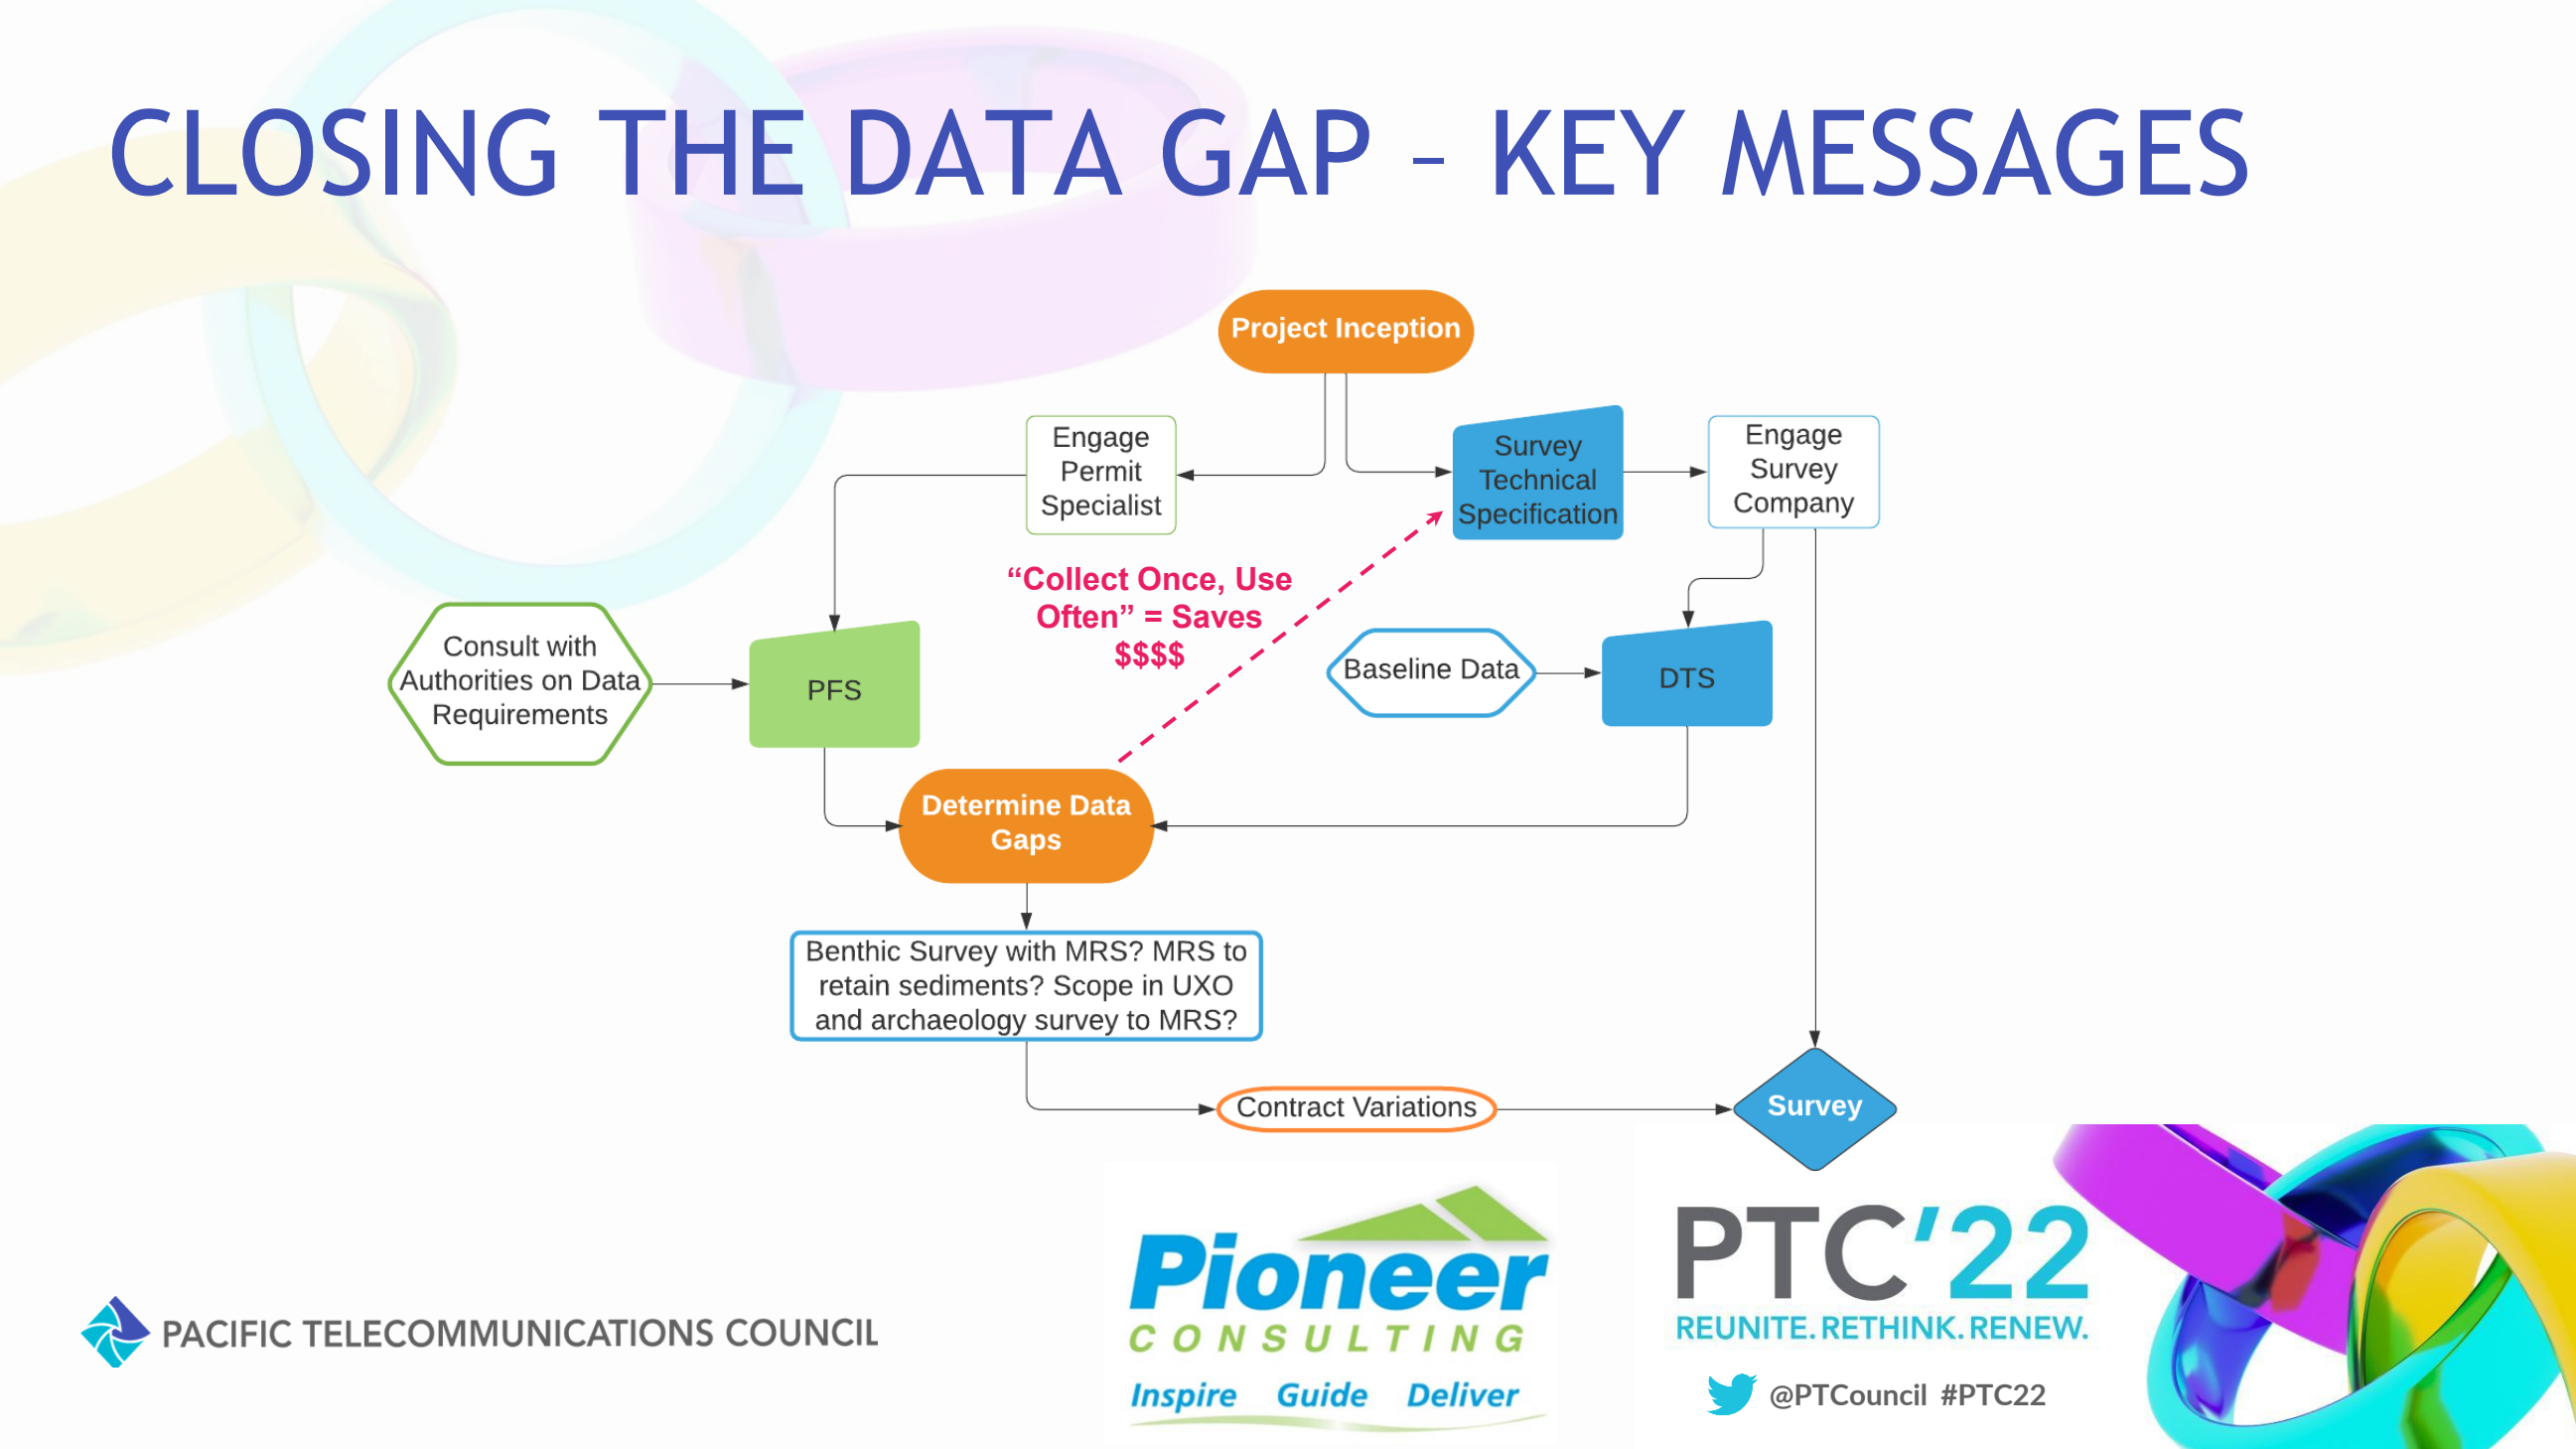 CLOSING THE DATA GAP – KEY MESSAGES
Project Inception
Engage
Permit
Specialist
Survey
Technical
Specification
Engage
Survey
Company
“Collect Once, Use
Often” = Saves
$$$$
Consult with
Authorities on Data
Requirements
PFS
Baseline Data
DTS
Determine Data
Gaps
Benthic Survey with MRS? MRS to
retain sediments? Scope in UXO
and archaeology survey to MRS?
Contract Variations
Survey
PACIFIC TELECOMMUNICATIONS COUNCIL
Pioneer
CONSULTING
Inspire Guide Deliver
PTC'22
REUNITE. RETHINK. RENEW.
@PTCouncil #PTC22